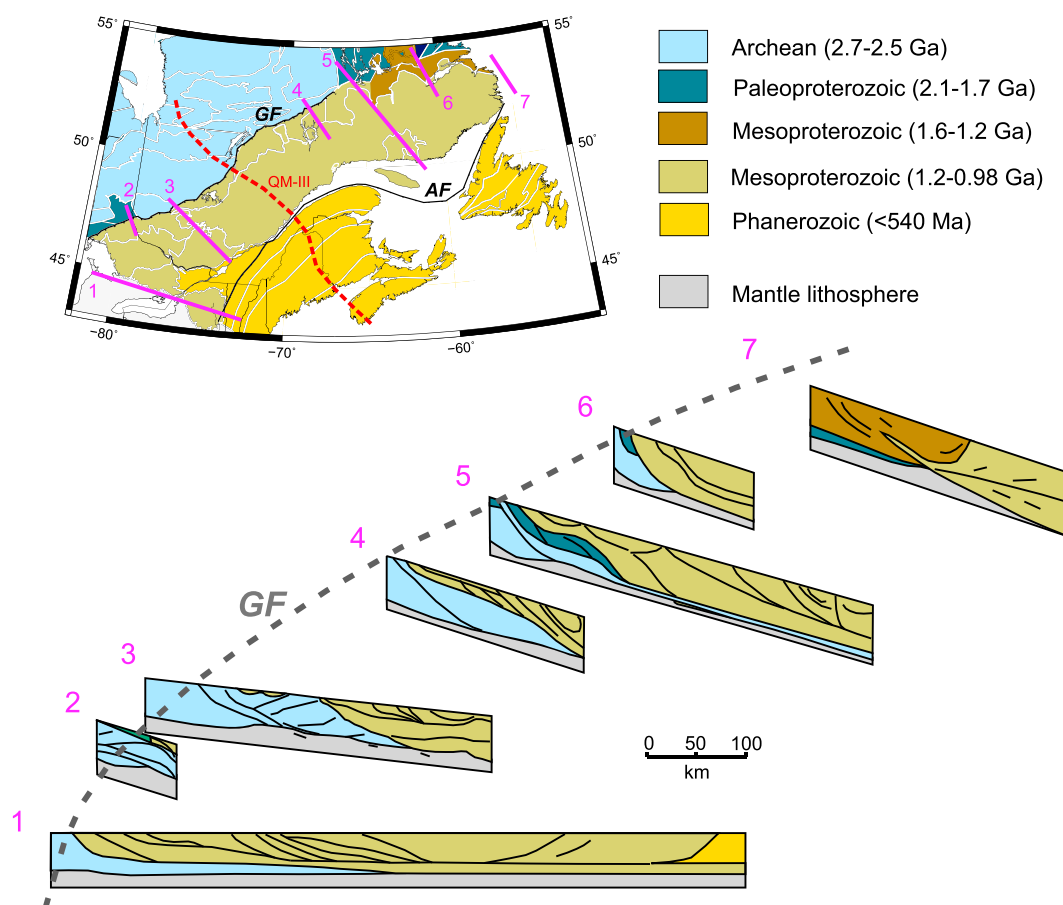 55°
55°
50°
50°
45°
45°
−80°
−70°
−60°
GF
AF
QM-III
1
2
3
4
5
6
7
Archean (2.7-2.5 Ga)
Paleoproterozoic (2.1-1.7 Ga)
Mesoproterozoic (1.6-1.2 Ga)
Mesoproterozoic (1.2-0.98 Ga)
Phanerozoic (<540 Ma)
Mantle lithosphere
7
6
5
4
GF
3
2
0 50 100
km
1